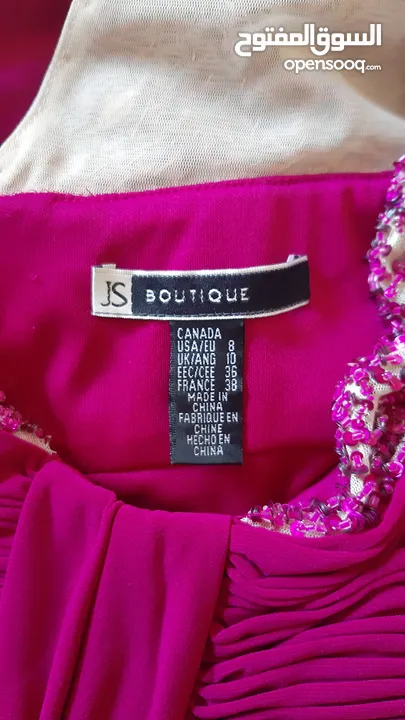 السوق المفتوح
opensooq.com
JS BOUTIQUE
CANADA
USA/EU 8
UK/ANG 10
EEC/CEE 36
FRANCE 38
MADE IN
CHINA
FABRIQUE EN
CHINE
HECHO EN
CHINA